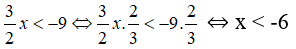 3/2 x < −9 ⇔ 3/2 x. 2/3 < −9. 2/3 ⇔ x < -6